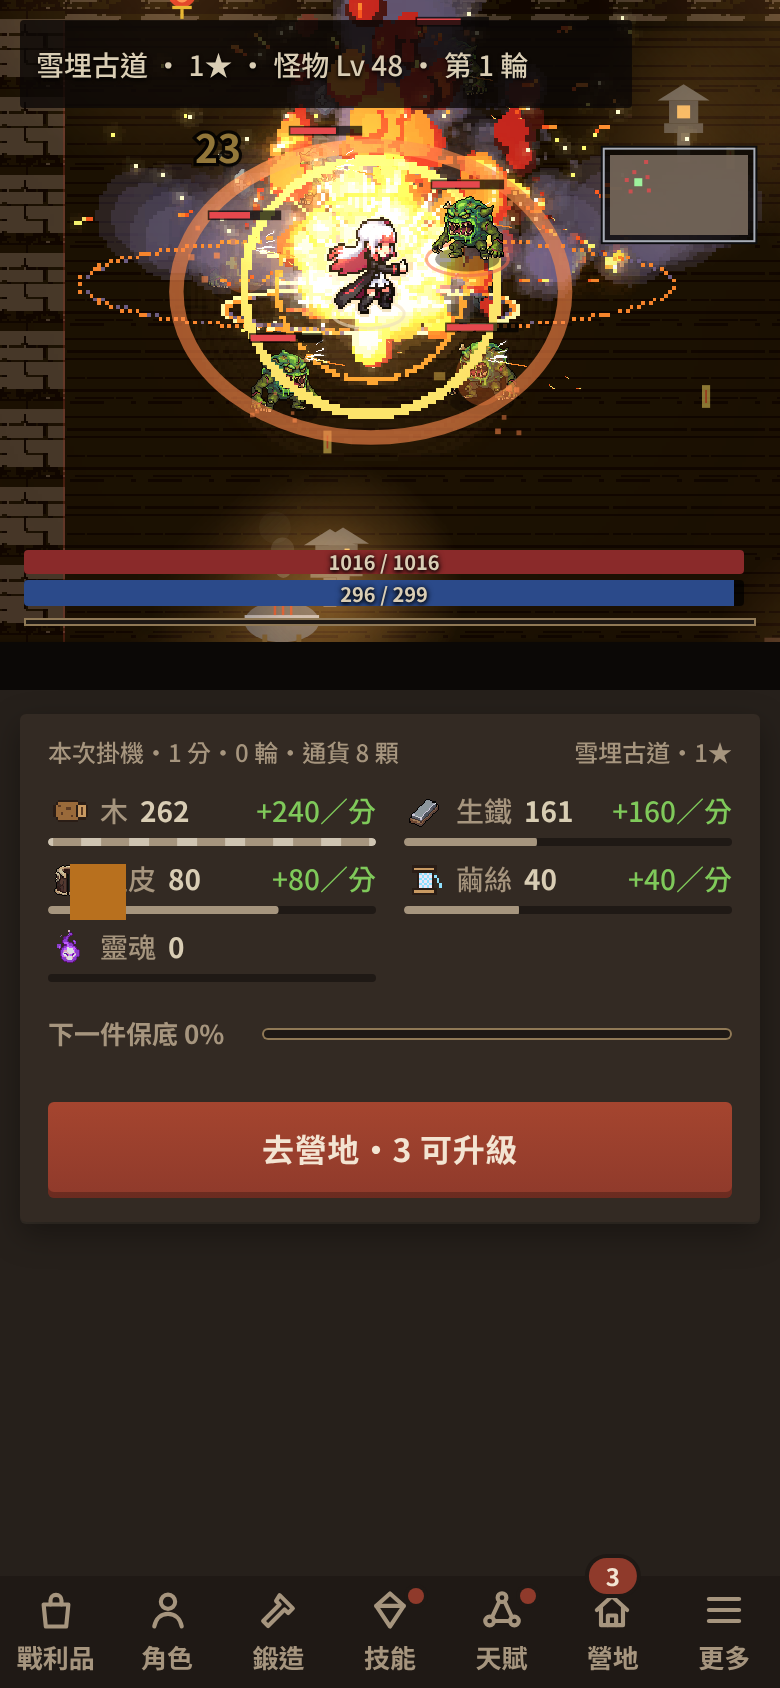 雪埋古道 • 1★ • 怪物 Lv 48 • 第 1 輪
23
1016 / 1016
296 / 299
本次掛機•1 分•0 輪•通貨 8 顆
雪埋古道•1★
木 262 +240／分
生鐵 161 +160／分
皮 80 +80／分
繭絲 40 +40／分
靈魂 0
下一件保底 0%
去營地•3 可升級
3
戰利品
角色
鍛造
技能
天賦
營地
更多